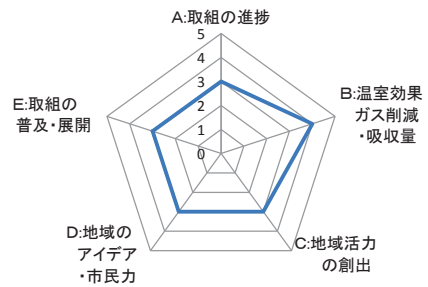 A:取組の進捗
5
4
3
2
1
0
B:温室効果
ガス削減
・吸収量
C:地域活力
の創出
D:地域の
アイデア
・市民力
E:取組の
普及・展開